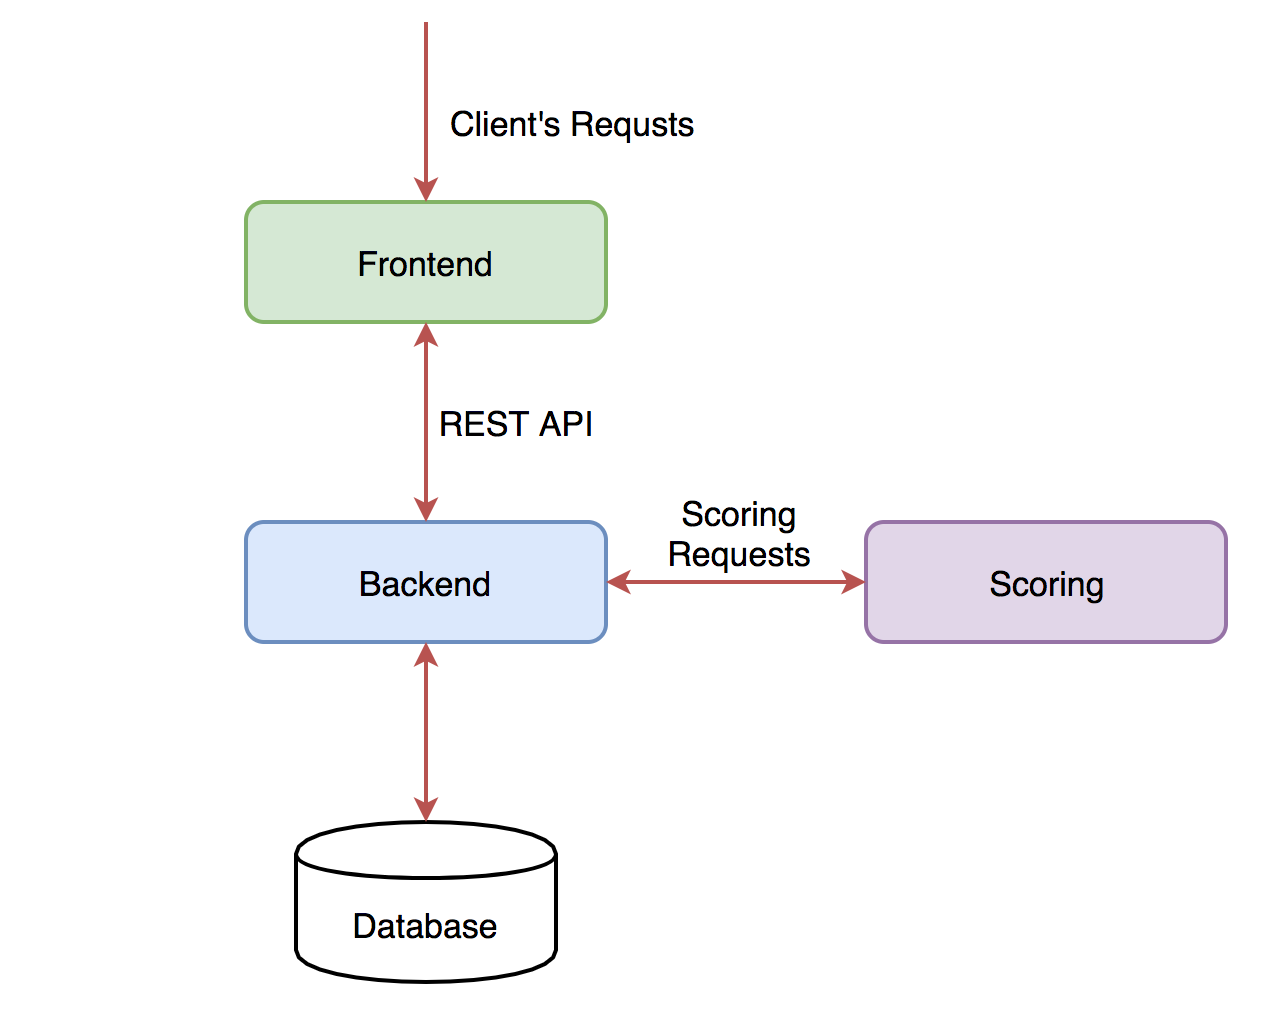 Client's Requsts
Frontend
REST API
Scoring
Requests
Backend
Scoring
Database